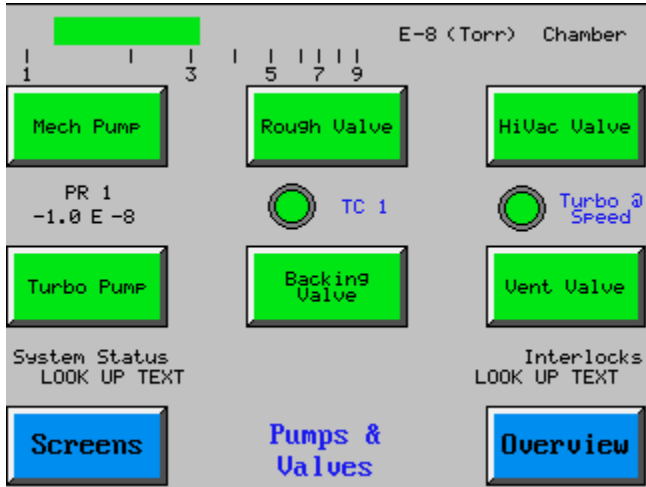 E-8 (Torr) Chamber
1 3 5 7 9
Mech Pump
Rough Valve
HiVac Valve
PR 1
-1.0 E -8
TC 1
Turbo @
Speed
Turbo Pump
Backing
Valve
Vent Valve
System Status
LOOK UP TEXT
Interlocks
LOOK UP TEXT
Screens
Pumps &
Valves
Overview